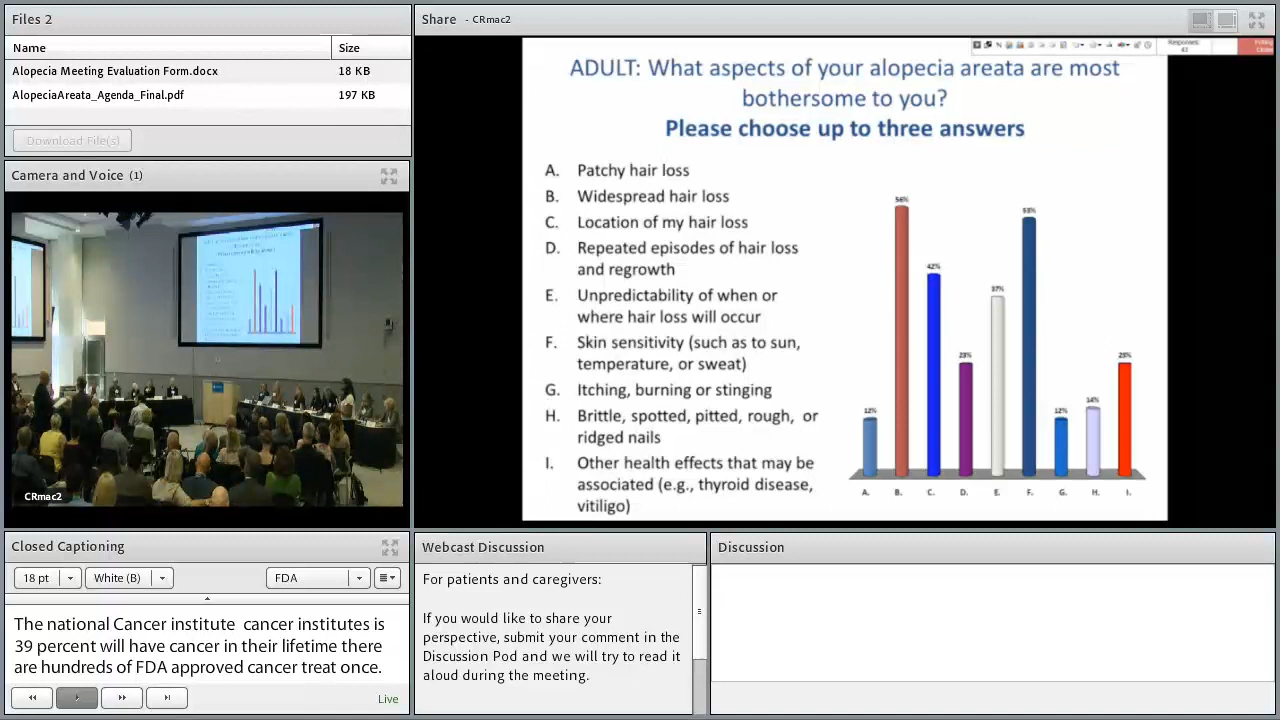 Files 2
Name
Size
Alopecia Meeting Evaluation Form.docx
18 KB
AlopeciaAreata_Agenda_Final.pdf
197 KB
Download File(s)
Camera and Voice (1)
CRmac2
Share - CRmac2
Responses:
ADULT: What aspects of your alopecia areata are most
bothersome to you?
Please choose up to three answers
A. Patchy hair loss
B. Widespread hair loss
C. Location of my hair loss
D. Repeated episodes of hair loss
and regrowth
E. Unpredictability of when or
where hair loss will occur
F. Skin sensitivity (such as to sun,
temperature, or sweat)
G. Itching, burning or stinging
H. Brittle, spotted, pitted, rough, or
ridged nails
I. Other health effects that may be
associated (e.g., thyroid disease,
vitiligo)
12%
56%
42%
23%
37%
53%
12%
14%
23%
A. B. C. D. E. F. G. H. I.
Closed Captioning
18 pt
White (B)
FDA
The national Cancer institute cancer institutes is
39 percent will have cancer in their lifetime there
are hundreds of FDA approved cancer treat once.
Live
Webcast Discussion
For patients and caregivers:
If you would like to share your
perspective, submit your comment in the
Discussion Pod and we will try to read it
aloud during the meeting.
Discussion